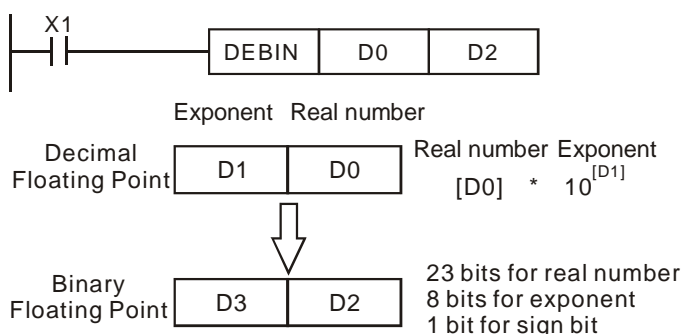 X1
DEBIN D0 D2
Exponent Real number
Decimal
Floating Point
D1 D0
Real number Exponent
[D0] * 10[D1]
Binary
Floating Point
D3 D2
23 bits for real number
8 bits for exponent
1 bit for sign bit